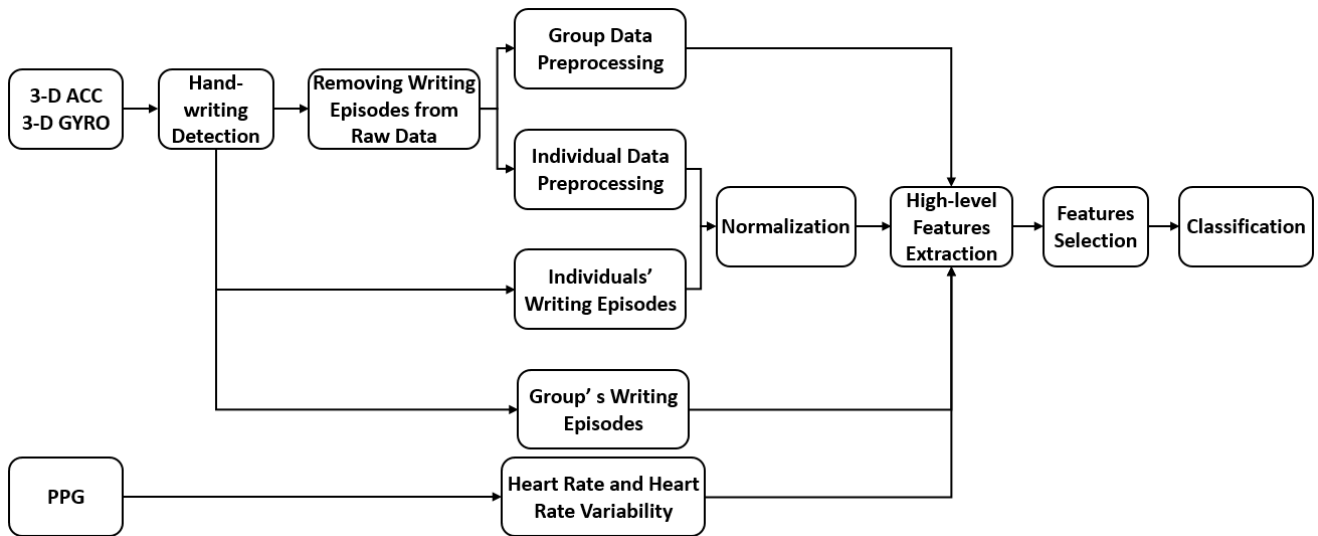 3-D ACC
3-D GYRO
Hand-
writing
Detection
Removing Writing
Episodes from
Raw Data
Group Data
Preprocessing
Individual Data
Preprocessing
Individuals’
Writing Episodes
Group’ s Writing
Episodes
Normalization
High-level
Features
Extraction
Features
Selection
Classification
PPG
Heart Rate and Heart
Rate Variability